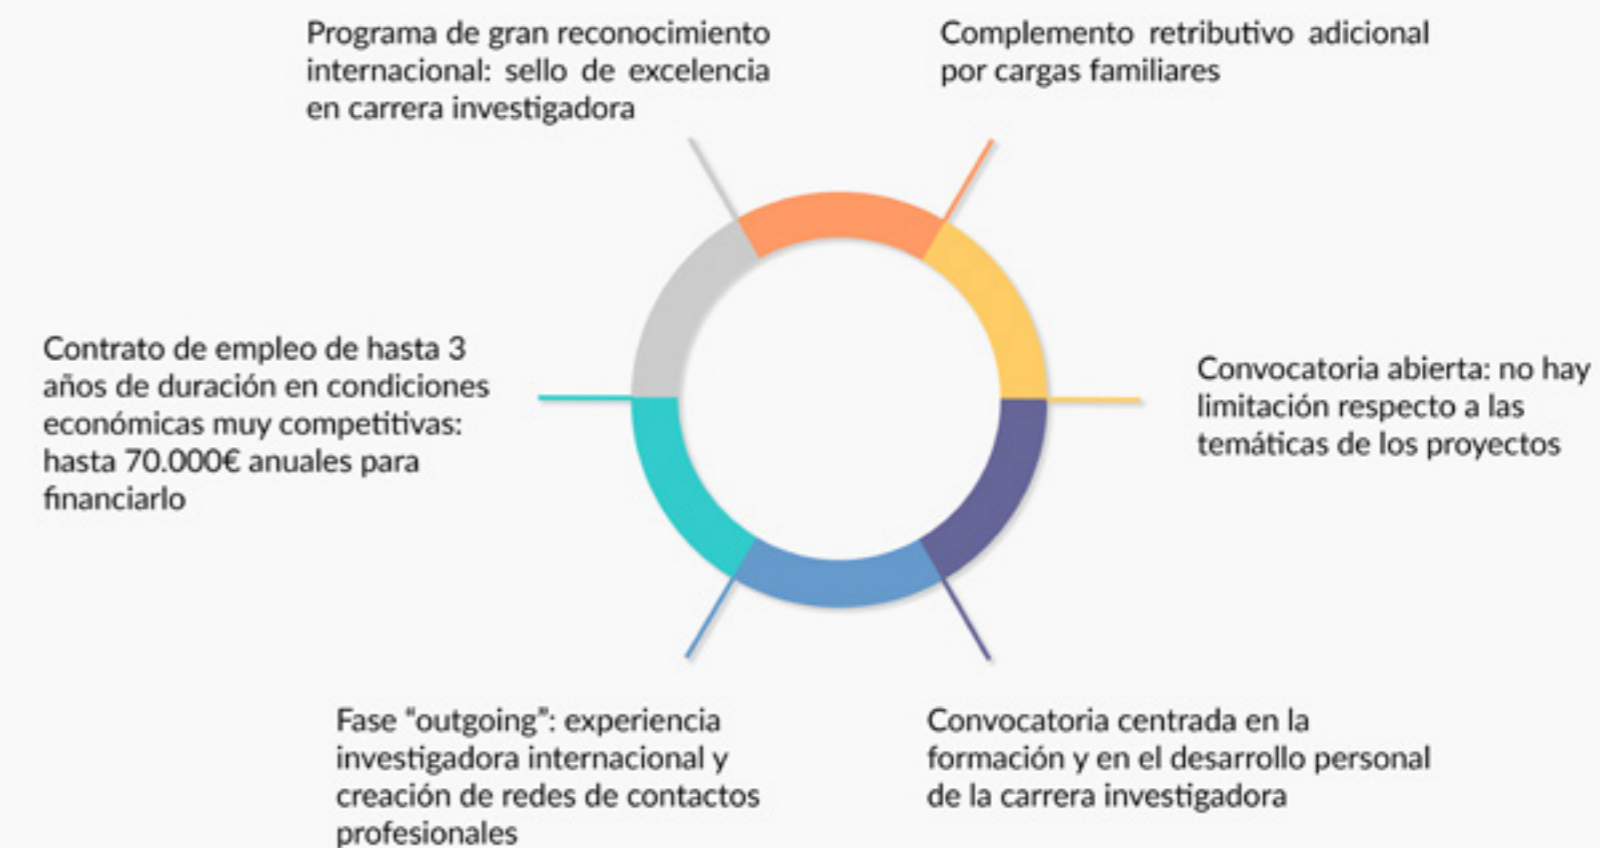 Programa de gran reconocimiento
internacional: sello de excelencia
en carrera investigadora
Complemento retributivo adicional
por cargas familiares
Contrato de empleo de hasta 3
años de duración en condiciones
económicas muy competitivas:
hasta 70.000€ anuales para
financiarlo
Convocatoria abierta: no hay
limitación respecto a las
temáticas de los proyectos
Fase “outgoing”: experiencia
investigadora internacional y
creación de redes de contactos
profesionales
Convocatoria centrada en la
formación y en el desarrollo personal
de la carrera investigadora